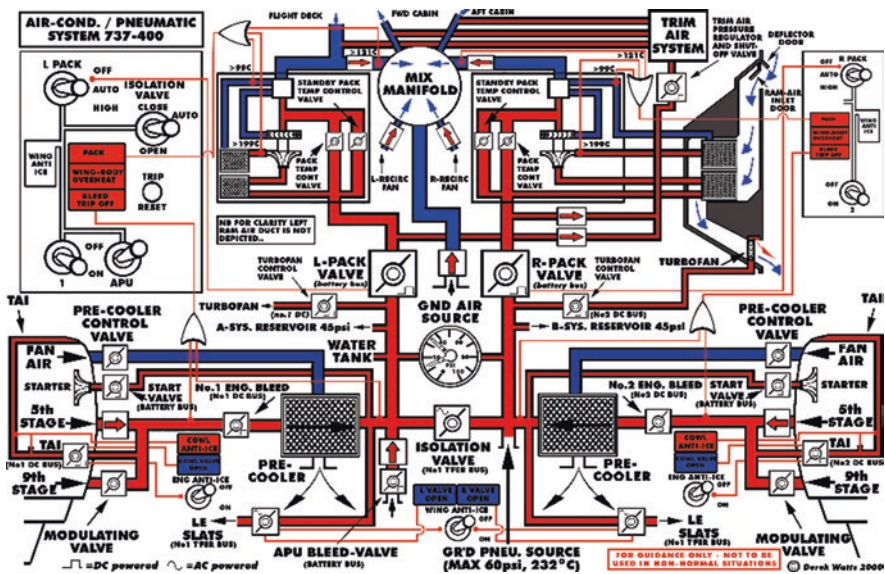 AIR-COND. / PNEUMATIC
SYSTEM 737-400
FLIGHT DECK
FWD CABIN
AFT CABIN
TRIM
AIR
SYSTEM
TRIM AIR
PRESSURE
REGULATOR
AND SHUT-
OFF VALVE
DEFLECTOR
DOOR
RAM-AIR
INLET
DOOR
L PACK
OFF
AUTO
HIGH
ISOLATION
VALVE
CLOSE
AUTO
OPEN
WING
ANTI
ICE
PACK
WING-BODY
OVERHEAT
BLEED
TRIP OFF
TRIP
RESET
OFF
ON
1
APU
>121C
>99C
STANDBY PACK
TEMP CONTROL
VALVE
>199C
PACK
TEMP
CONT
VALVE
MIX
MANIFOLD
L-RECIRC
FAN
R-RECIRC
FAN
STANDBY PACK
TEMP CONTROL
VALVE
>121C
>99C
>199C
PACK
TEMP
CONT
VALVE
R PACK
OFF
AUTO
HIGH
WING
ANTI
ICE
PACK
WING-BODY
OVERHEAT
BLEED
TRIP OFF
OFF
ON
2
NB FOR CLARITY LEFT
RAM AIR DUCT IS NOT
DEPICTED...
L-PACK
VALVE
(battery bus)
R-PACK
VALVE
(battery bus)
TURBOFAN
CONTROL
VALVE
TURBOFAN
(no.1 DC)
TURBOFAN
CONTROL
VALVE
(No2 DC BUS)
TURBOFAN
GND AIR
SOURCE
A-SYS. RESERVOIR 45psi
B-SYS. RESERVOIR 45psi
WATER
TANK
PSI
TAI
PRE-COOLER
CONTROL
VALVE
FAN
AIR
STARTER
START
VALVE
(BATTERY BUS)
No.1 ENG. BLEED
(No1 DC BUS)
5th
STAGE
TAI
(No1 DC BUS)
9th
STAGE
COWL
ANTI-ICE
COWL VALVE
OPEN
ENG ANTI-ICE
OFF
ON
MODULATING
VALVE
PRE-
COOLER
LE
SLATS
(No1 TFER BUS)
ISOLATION
VALVE
(No1 TFER BUS)
APU BLEED-VALVE
(BATTERY BUS)
L VALVE
OPEN
R VALVE
OPEN
WING ANTI-ICE
OFF
ON
GR'D PNEU. SOURCE
(MAX 60psi, 232°C)
PRE-COOLER
CONTROL
VALVE
TAI
FAN
AIR
No.2 ENG. BLEED
(No2 DC BUS)
START
VALVE
(BATTERY BUS)
STARTER
5th
STAGE
TAI
(No2 DC BUS)
9th
STAGE
COWL
ANTI-ICE
COWL VALVE
OPEN
ENG ANTI-ICE
OFF
ON
PRE-
COOLER
LE
SLATS
(No1 TFER BUS)
MODULATING
VALVE
=DC powered
=AC powered
FOR GUIDANCE ONLY - NOT TO BE
USED IN NON-NORMAL SITUATIONS
Derek Watts 2000